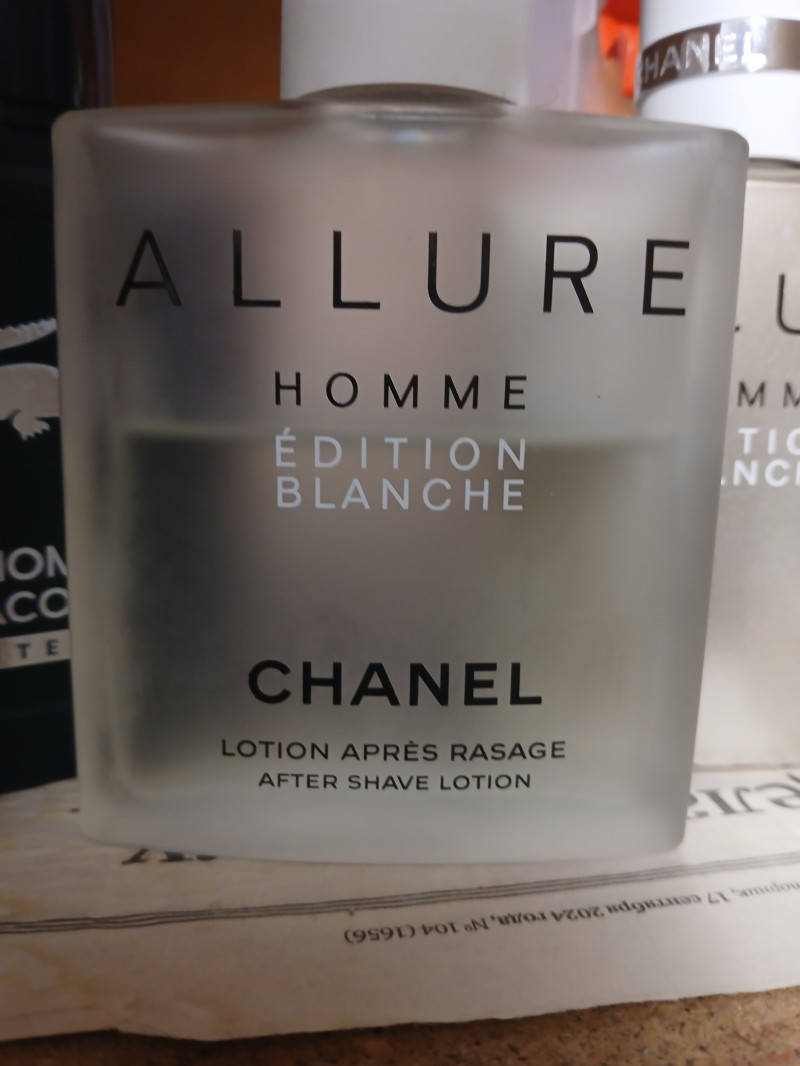 CHANEL
ALLURE
HOMME
ÉDITION
BLANCHE
CHANEL
LOTION APRÈS RASAGE
AFTER SHAVE LOTION
17 сентября 2024 года, № 104 (1656)